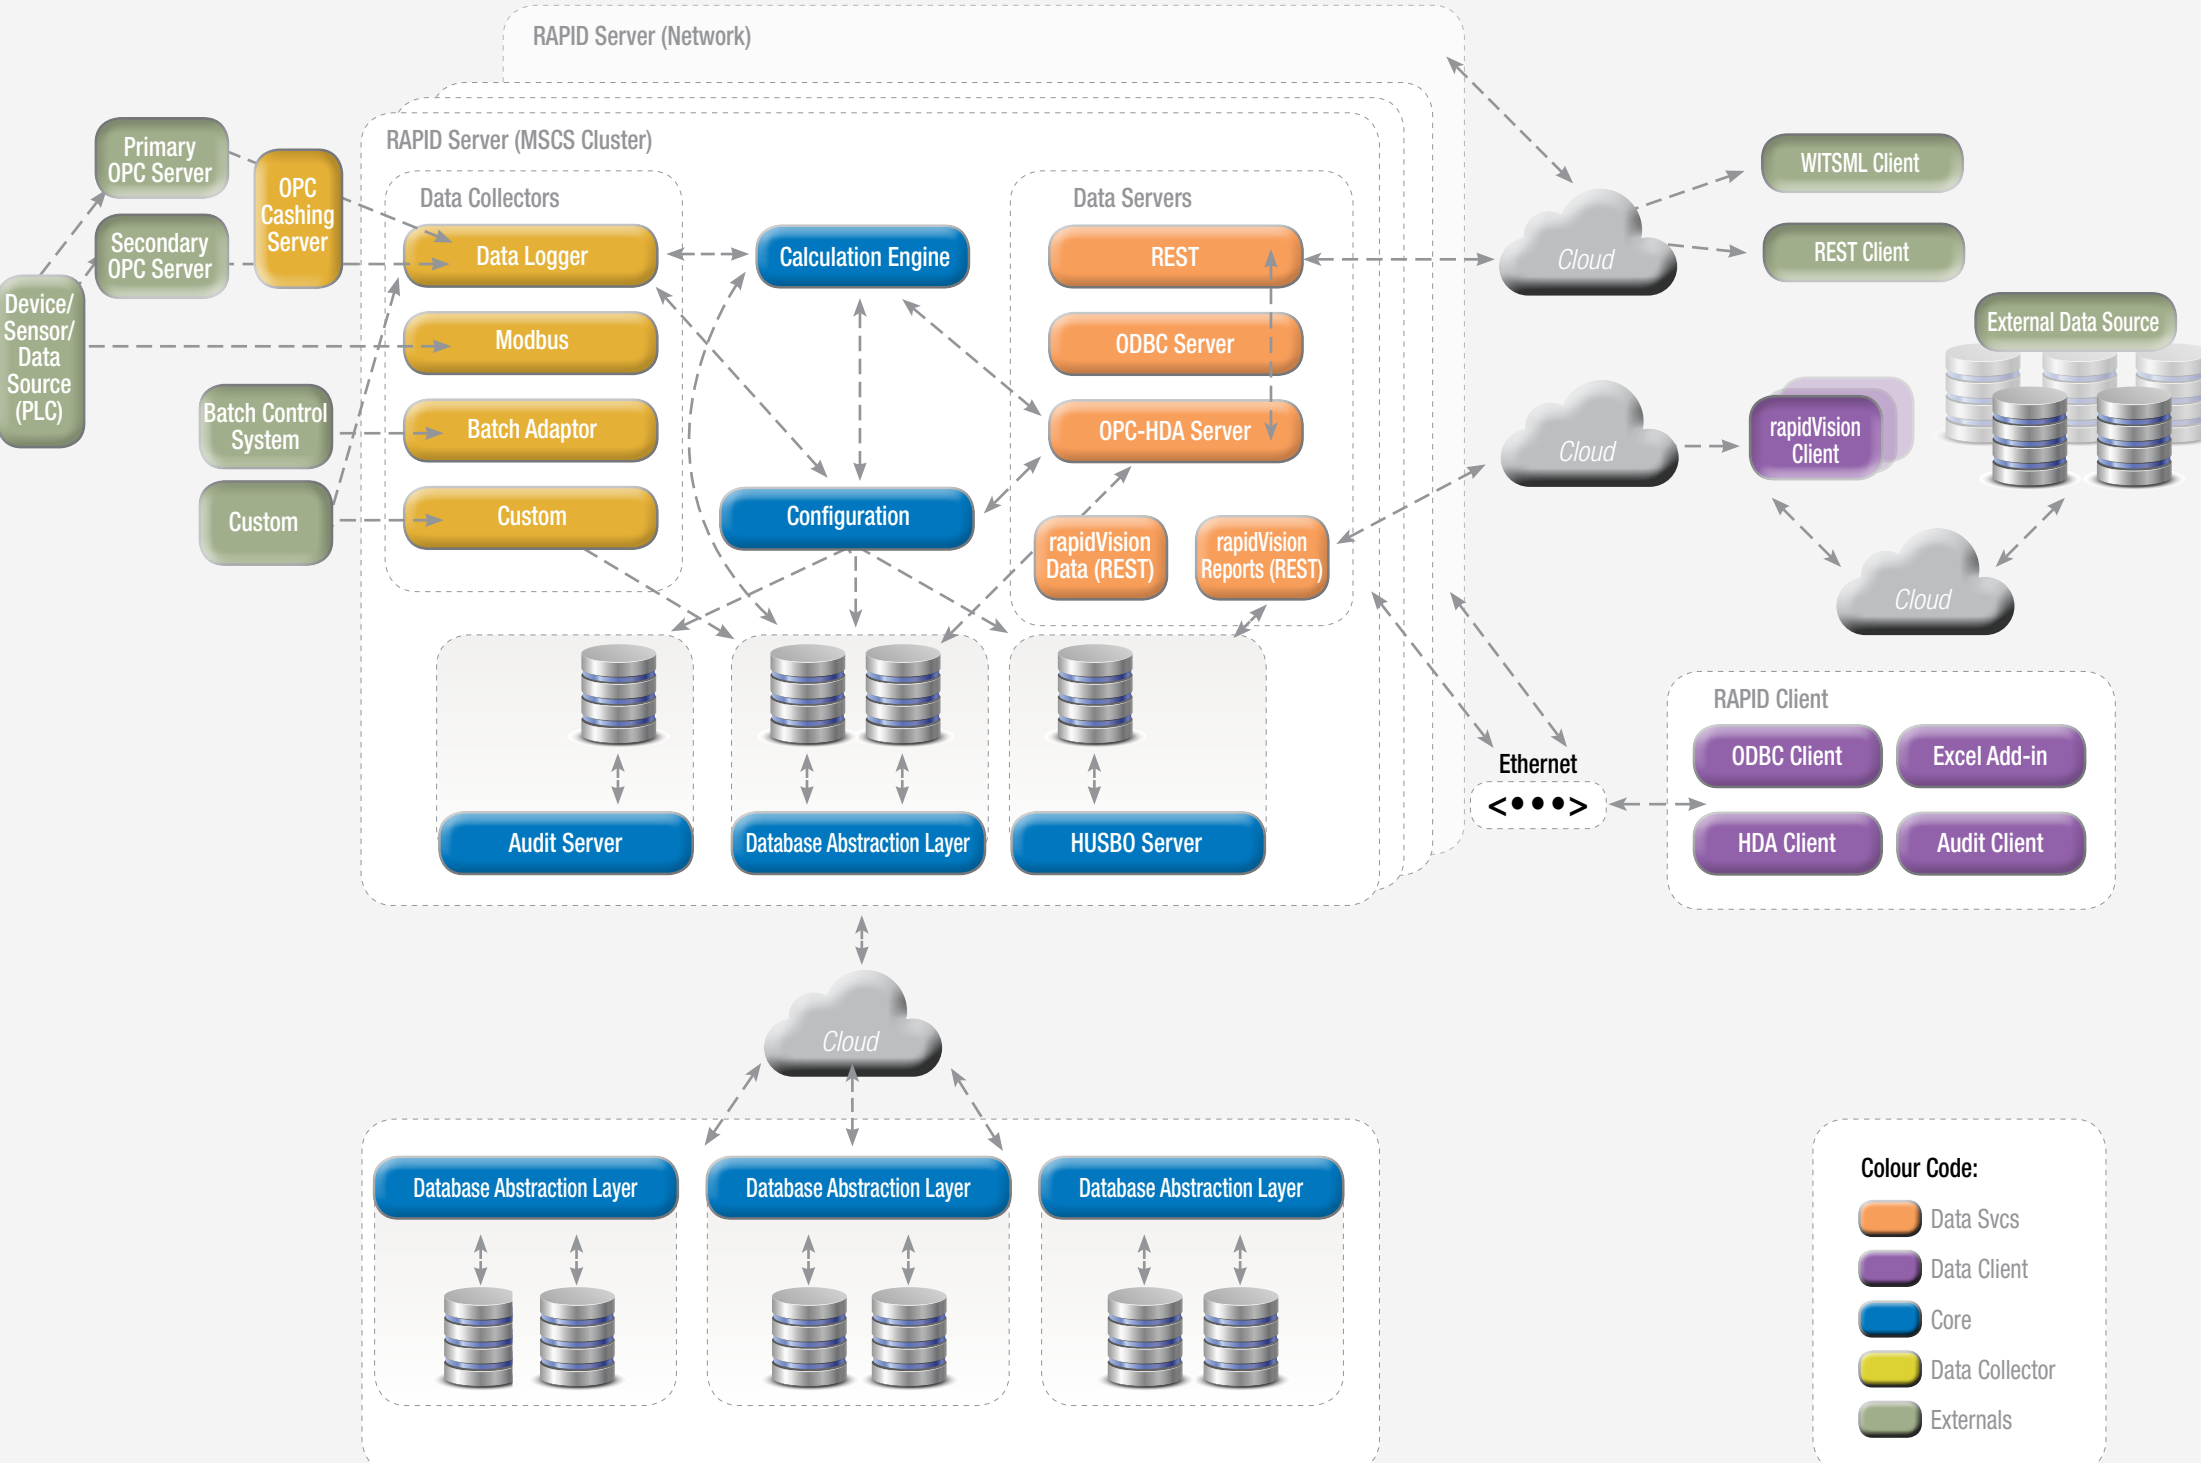 RAPID Server (Network)
RAPID Server (MSCS Cluster)
Primary
OPC Server
Secondary
OPC Server
OPC
Cashing
Server
Device/
Sensor/
Data
Source
(PLC)
Batch Control
System
Custom
Data Collectors
Data Logger
Modbus
Batch Adaptor
Custom
Calculation Engine
Configuration
Data Servers
REST
ODBC Server
OPC-HDA Server
rapidVision
Data (REST)
rapidVision
Reports (REST)
Audit Server
Database Abstraction Layer
HUSBO Server
Cloud
WITSML Client
REST Client
External Data Source
Cloud
rapidVision
Client
Cloud
Ethernet
<•••>
RAPID Client
ODBC Client
Excel Add-in
HDA Client
Audit Client
Cloud
Database Abstraction Layer
Database Abstraction Layer
Database Abstraction Layer
Colour Code:
Data Svcs
Data Client
Core
Data Collector
Externals